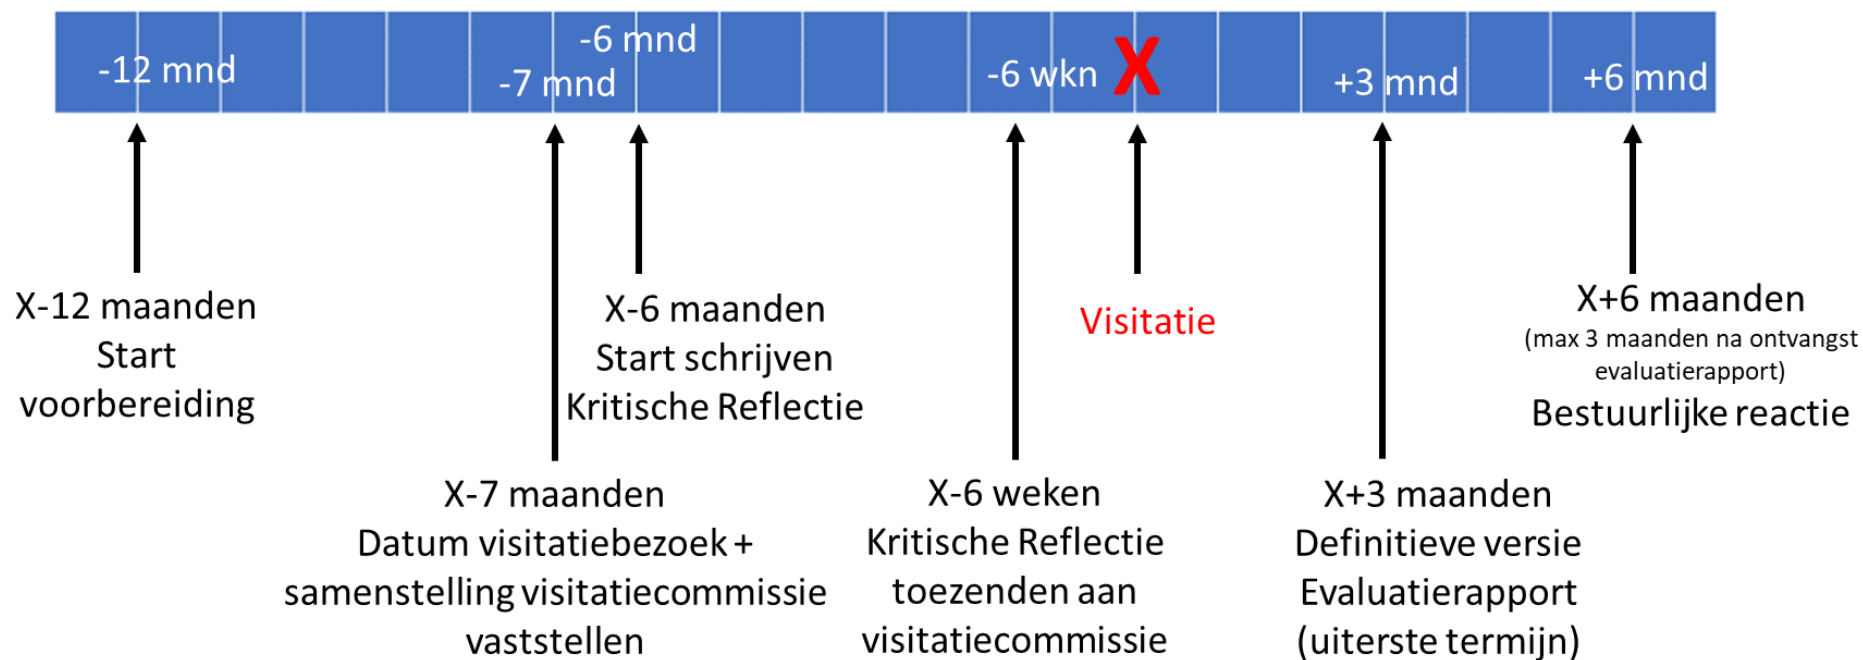 -12 mnd
-7 mnd
-6 mnd
-6 wkn
X
+3 mnd
+6 mnd
X-12 maanden
Start
voorbereiding
X-7 maanden
Datum visitatiebezoek +
samenstelling visitatiecommissie
vaststellen
X-6 maanden
Start schrijven
Kritische Reflectie
X-6 weken
Kritische Reflectie
toezenden aan
visitatiecommissie
Visitatie
X+3 maanden
Definitieve versie
Evaluatierapport
(uiterste termijn)
X+6 maanden
(max 3 maanden na ontvangst
evaluatierapport)
Bestuurlijke reactie